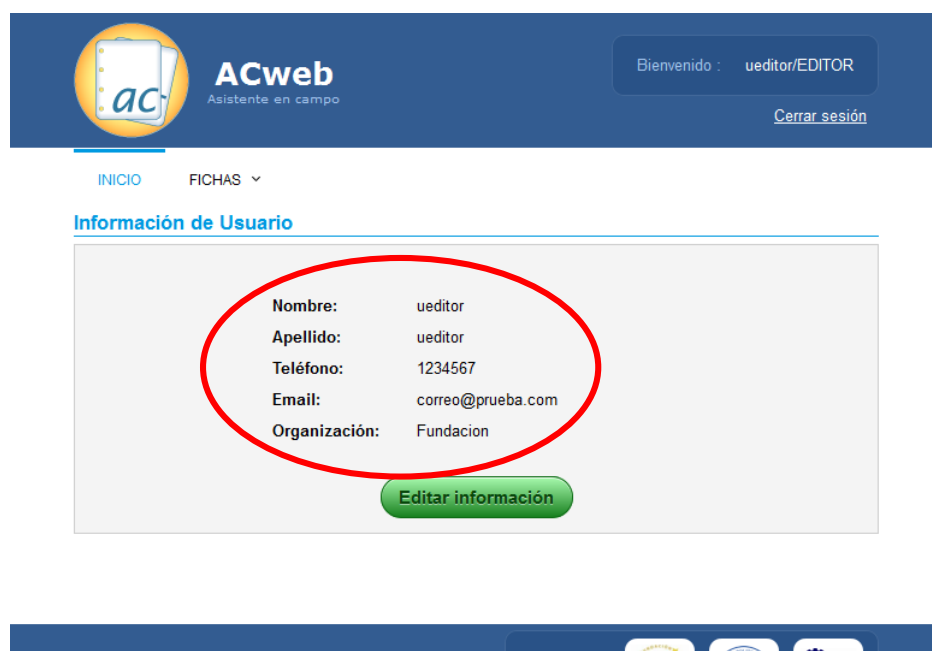 ac
ACweb
Asistente en campo
Bienvenido : ueditor/EDITOR
Cerrar sesión
INICIO FICHAS
Información de Usuario
Nombre: ueditor
Apellido: ueditor
Teléfono: 1234567
Email: correo@prueba.com
Organización: Fundacion
Editar información